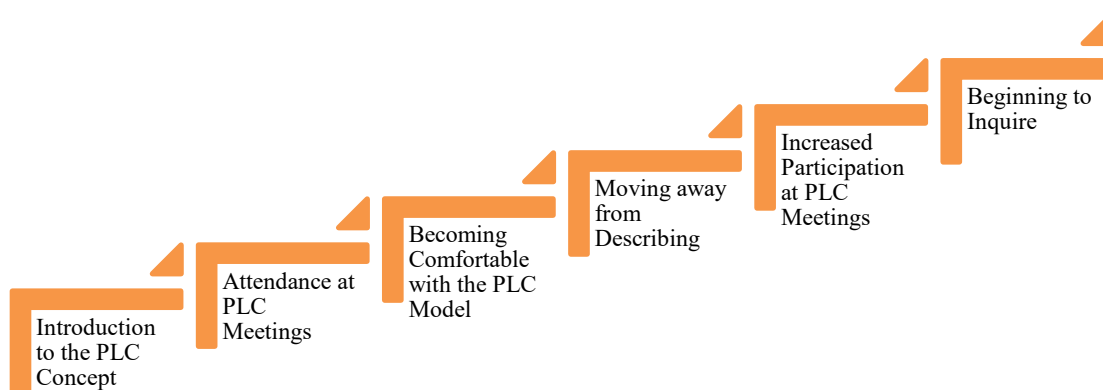 Introduction
to the PLC
Concept
Attendance at
PLC
Meetings
Becoming
Comfortable
with the PLC
Model
Moving away
from
Describing
Increased
Participation
at PLC
Meetings
Beginning to
Inquire